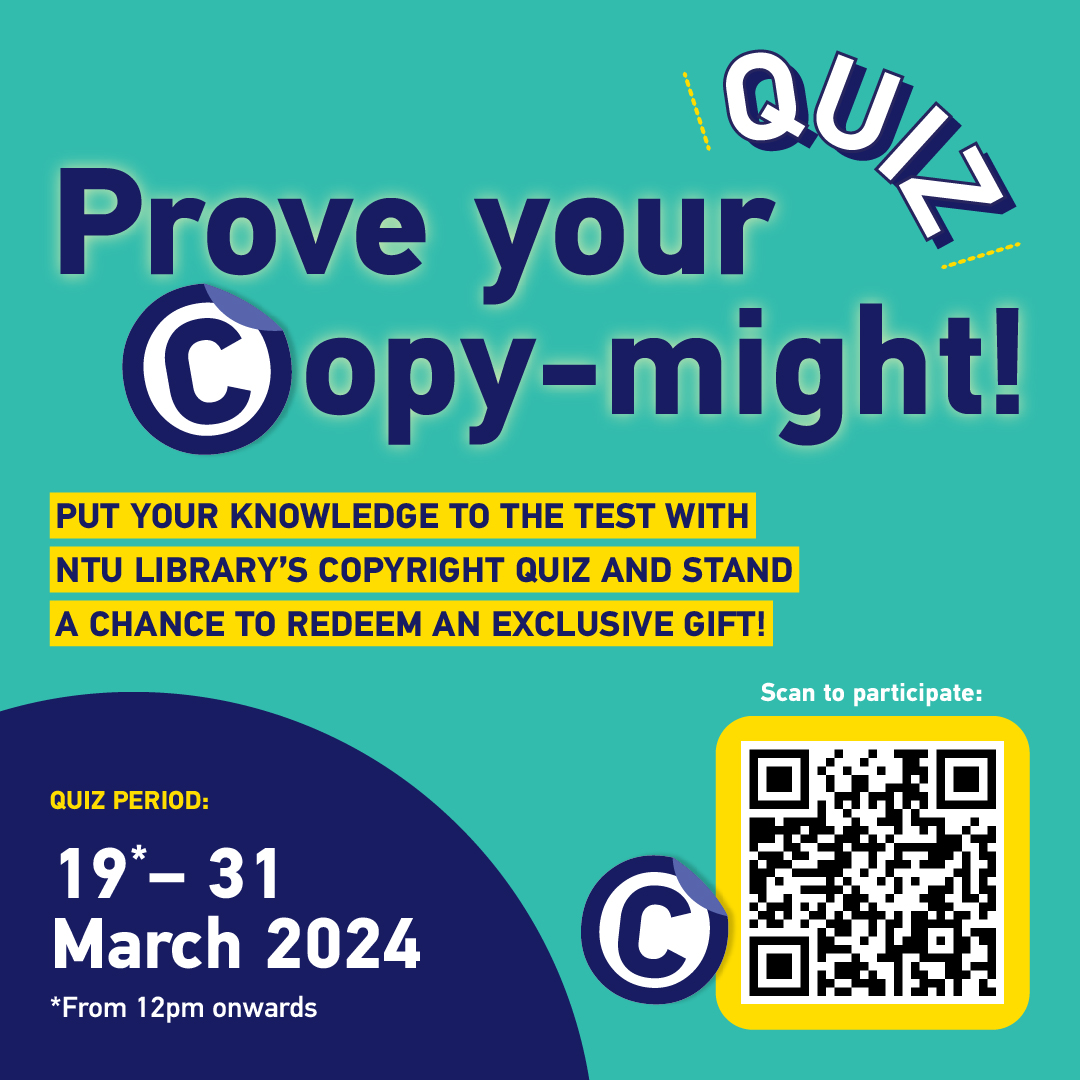 QUIZ
Prove your
Copy-might!
PUT YOUR KNOWLEDGE TO THE TEST WITH
NTU LIBRARY'S COPYRIGHT QUIZ AND STAND
A CHANCE TO REDEEM AN EXCLUSIVE GIFT!
Scan to participate:
QUIZ PERIOD:
19*– 31
March 2024
*From 12pm onwards
C